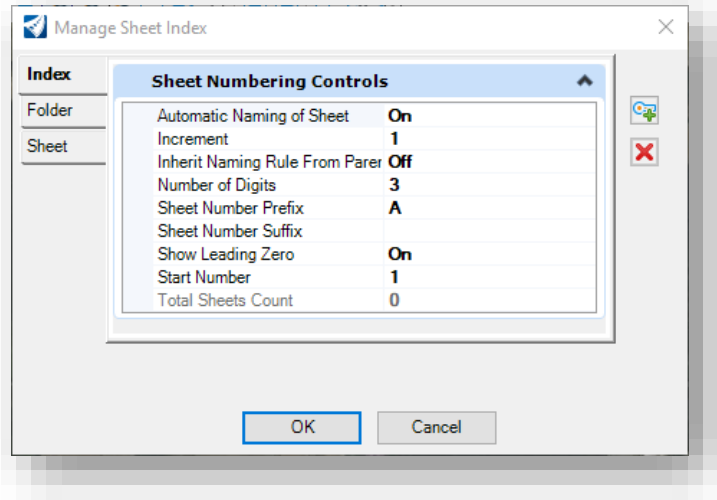 Manage Sheet Index
Index
Folder
Sheet
Sheet Numbering Controls
Automatic Naming of Sheet On
Increment 1
Inherit Naming Rule From Parer Off
Number of Digits 3
Sheet Number Prefix A
Sheet Number Suffix
Show Leading Zero On
Start Number 1
Total Sheets Count 0
OK Cancel